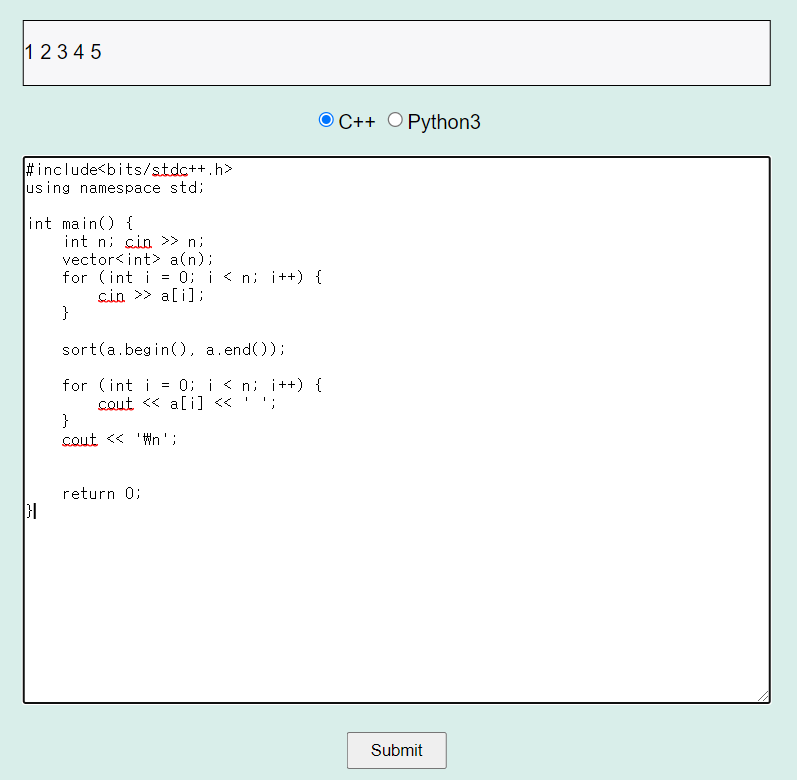 1 2 3 4 5
C++ Python3
#include<bits/stdc++.h>
using namespace std;
int main() {
    int n; cin >> n;
    vector<int> a(n);
    for (int i = 0; i < n; i++) {
        cin >> a[i];
    }
    sort(a.begin(), a.end());
    for (int i = 0; i < n; i++) {
        cout << a[i] << ' ';
    }
    cout << '₩n';
    return 0;
}
Submit